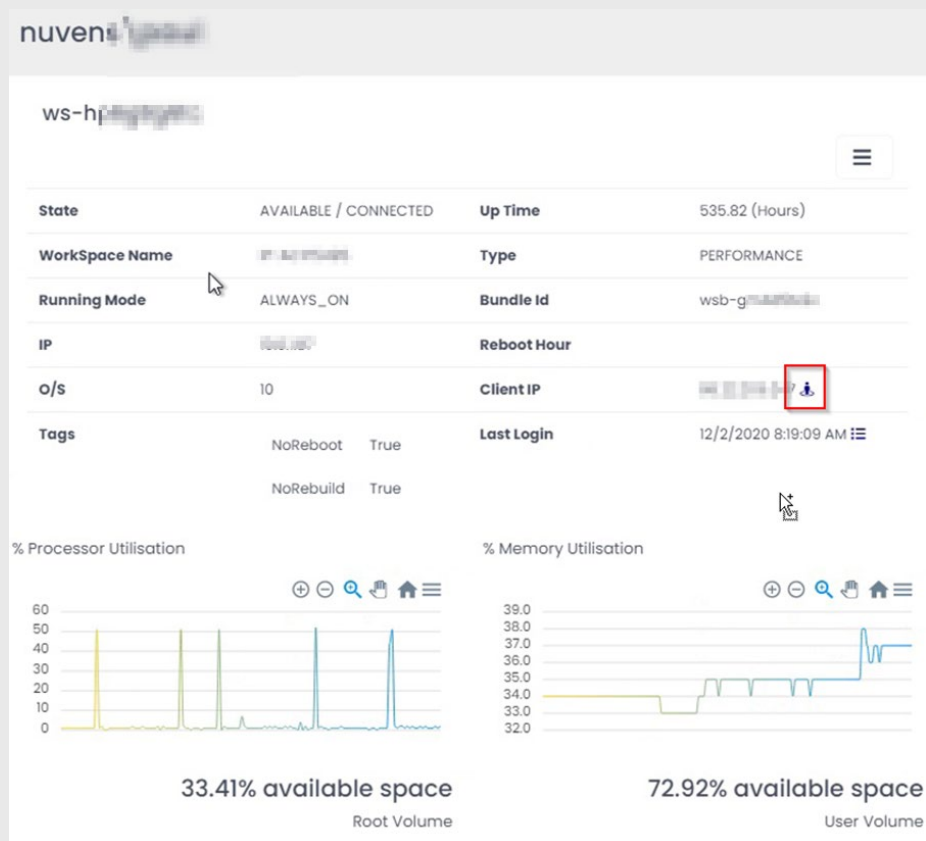 nuvens
ws-hp
State AVAILABLE / CONNECTED Up Time 535.82 (Hours)
WorkSpace Name Type PERFORMANCE
Running Mode ALWAYS_ON Bundle Id wsb-g
IP Reboot Hour
O/S 10 Client IP
Tags NoReboot True Last Login 12/2/2020 8:19:09 AM
NoRebuild True
% Processor Utilisation
60
50
40
30
20
10
0
% Memory Utilisation
39.0
38.0
37.0
36.0
35.0
34.0
33.0
32.0
33.41% available space
Root Volume
72.92% available space
User Volume